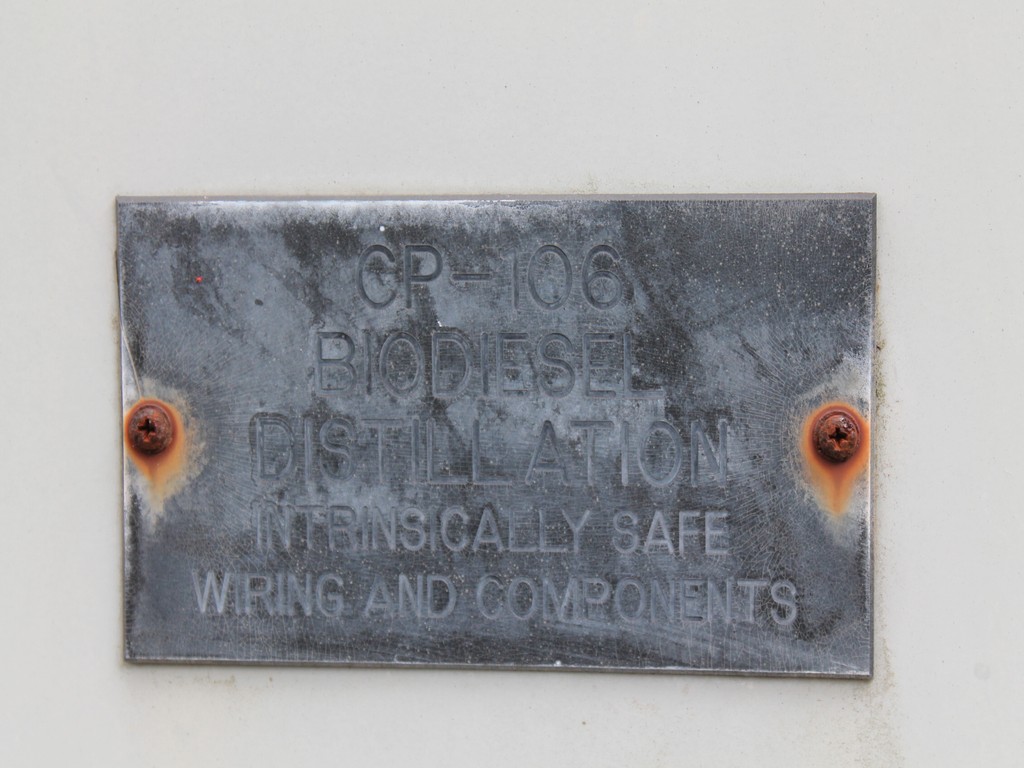 CP-106
BIODIESEL
DISTILLATION
INTRINSICALLY SAFE
WIRING AND COMPONENTS